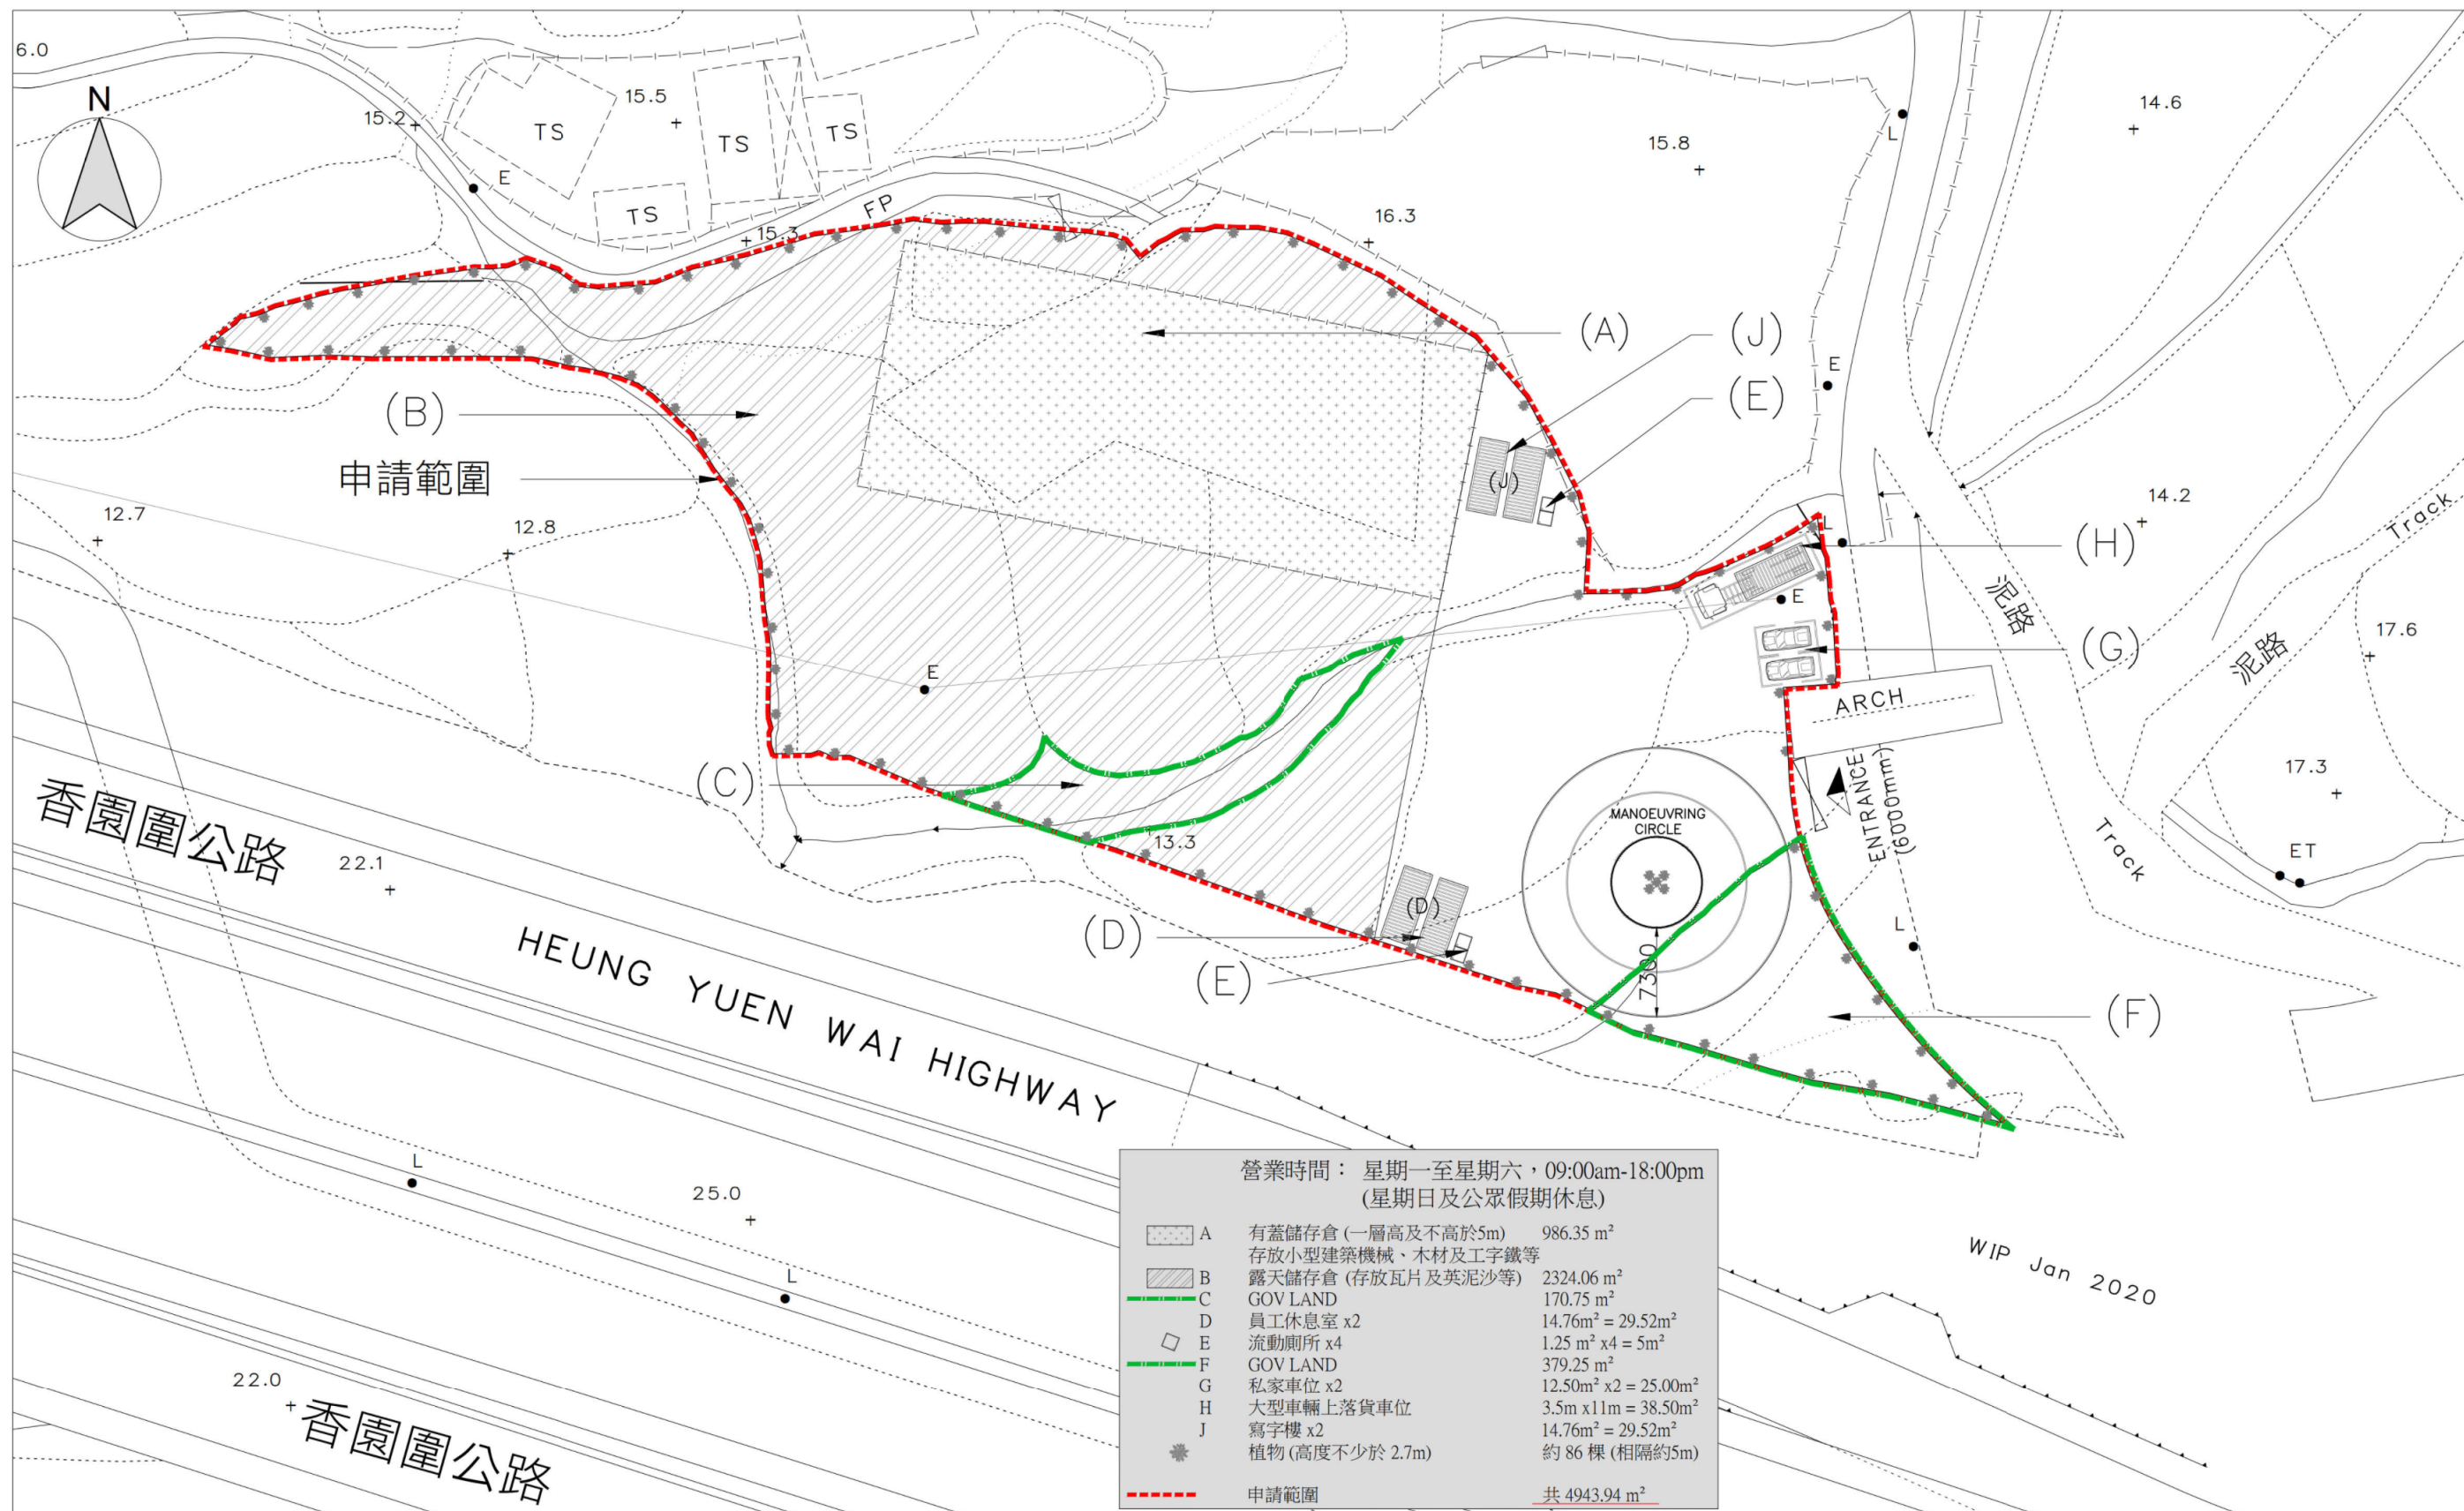 6.0
N
15.2
15.5
TS
TS
TS
TS
E
FP
15.3
16.3
15.8
L
14.6
(A)
(J)
(E)
E
(B)
申請範圍
(J)
12.7
12.8
14.2
Track
L
(H)
E
泥路
(G)
泥路
17.6
E
ARCH
(C)
ENTRANCE
(6000mm)
17.3
MANOEUVRING
CIRCLE
香園圍公路
22.1
13.3
Track
ET
(D)
(D)
(E)
7300
L
(F)
HEUNG YUEN WAI HIGHWAY
L
25.0
L
WIP Jan 2020
22.0
香園圍公路
營業時間： 星期一至星期六，09:00am-18:00pm
(星期日及公眾假期休息)
A 有蓋儲存倉 (一層高及不高於5m) 986.35 m²
存放小型建築機械、木材及工字鐵等
B 露天儲存倉 (存放瓦片及英泥沙等) 2324.06 m²
C GOV LAND 170.75 m²
D 員工休息室 x2 14.76m² = 29.52m²
E 流動廁所 x4 1.25 m² x4 = 5m²
F GOV LAND 379.25 m²
G 私家車位 x2 12.50m² x2 = 25.00m²
H 大型車輛上落貨車位 3.5m x11m = 38.50m²
J 寫字樓 x2 14.76m² = 29.52m²
植物 (高度不少於 2.7m) 約 86 棵 (相隔約5m)
申請範圍 共 4943.94 m²